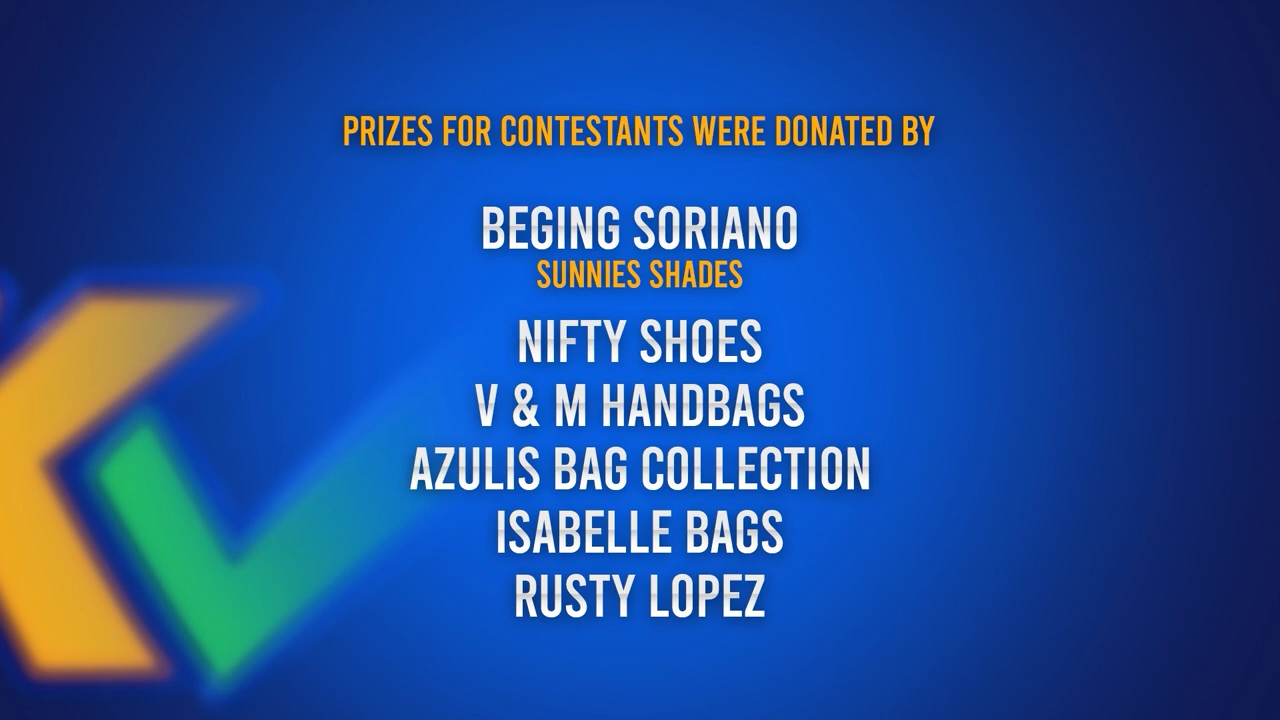 PRIZES FOR CONTESTANTS WERE DONATED BY
BEGING SORIANO
SUNNIES SHADES
NIFTY SHOES
V & M HANDBAGS
AZULIS BAG COLLECTION
ISABELLE BAGS
RUSTY LOPEZ